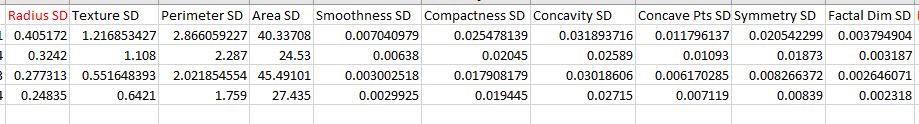 Radius SD Texture SD Perimeter SD Area SD Smoothness SD Compactness SD Concavity SD Concave Pts SD Symmetry SD Factal Dim SD
0.405172 1.216853427 2.866059227 40.33708 0.007040979 0.025478139 0.031893716 0.011796137 0.020542299 0.003794904
0.3242 1.108 2.287 24.53 0.00638 0.02045 0.02589 0.01093 0.01873 0.003187
0.277313 0.551648393 2.021854554 45.49101 0.003002518 0.017908179 0.03018606 0.006170285 0.008266372 0.002646071
0.24835 0.6421 1.759 27.435 0.0029925 0.019445 0.02715 0.007119 0.00839 0.002318